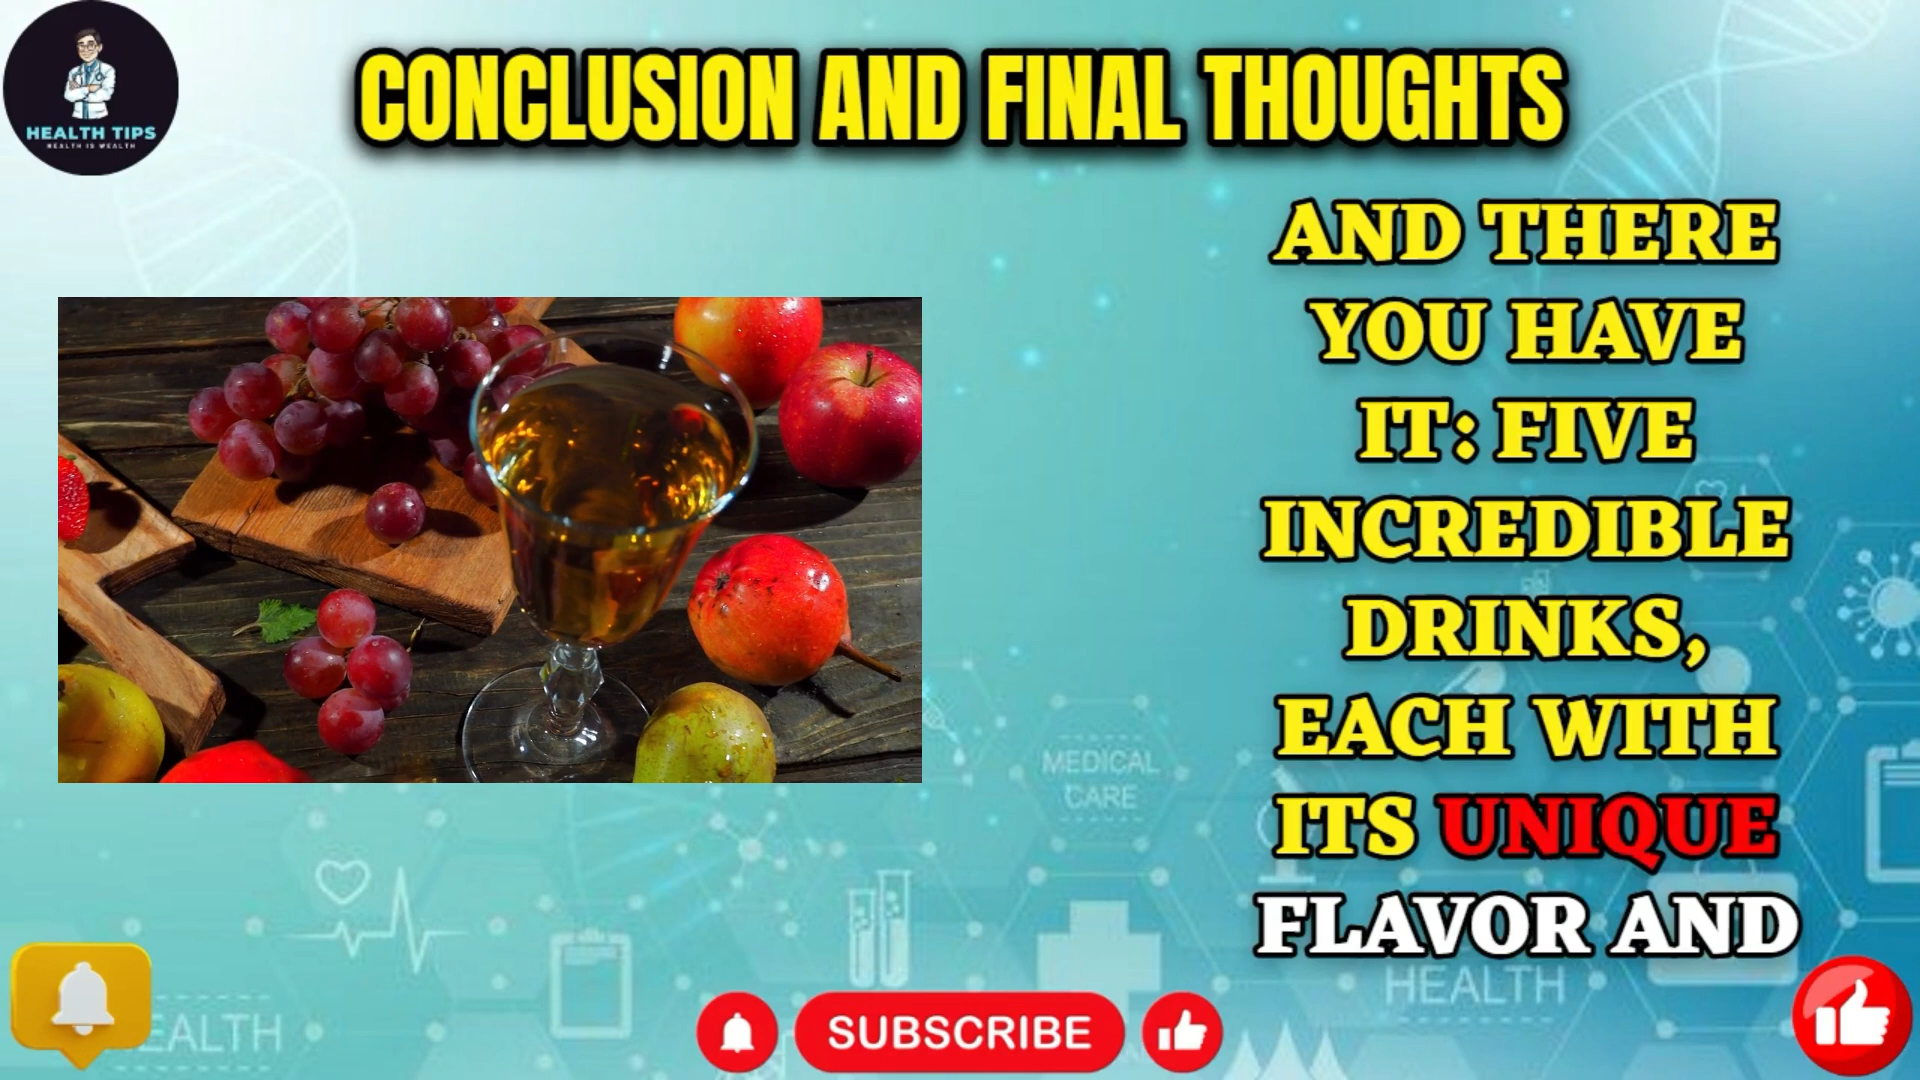 HEALTH TIPS
HEALTH IS WEALTH
CONCLUSION AND FINAL THOUGHTS
AND THERE
YOU HAVE
IT: FIVE
INCREDIBLE
DRINKS,
EACH WITH
ITS UNIQUE
FLAVOR AND
MEDICAL
CARE
HEALTH
EALTH
SUBSCRIBE